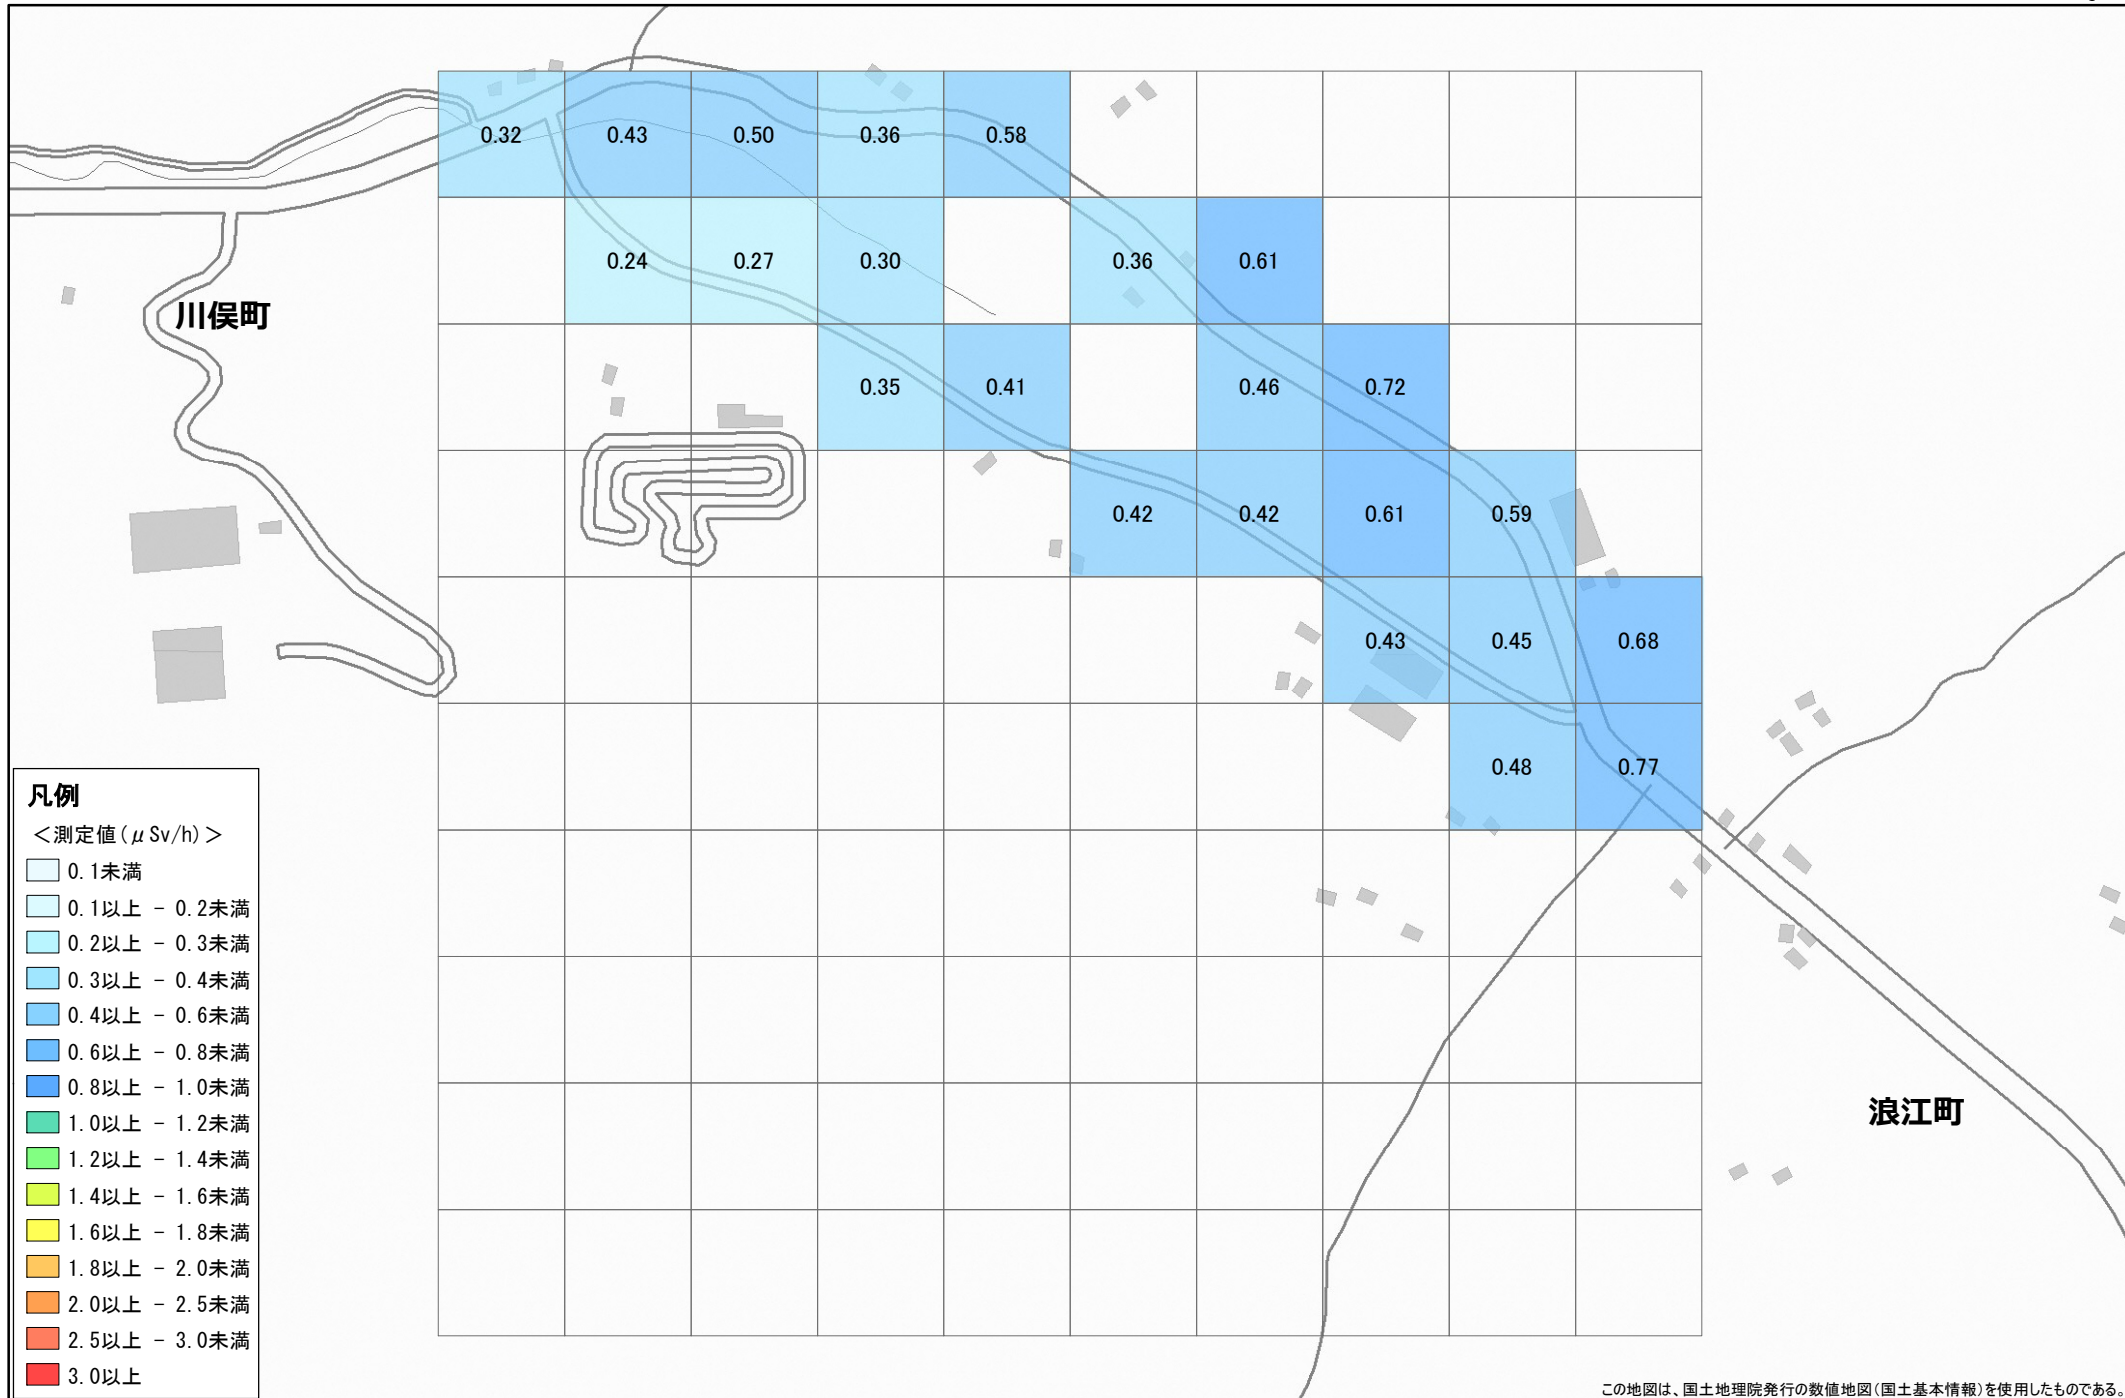 0.32 0.43 0.50 0.36 0.58
0.24 0.27 0.30 0.36 0.61
川俣町
0.35 0.41 0.46 0.72
0.42 0.42 0.61 0.59
0.43 0.45 0.68
0.48 0.77
凡例
＜測定値(μSv/h)＞
0.1未満
0.1以上 － 0.2未満
0.2以上 － 0.3未満
0.3以上 － 0.4未満
0.4以上 － 0.6未満
0.6以上 － 0.8未満
0.8以上 － 1.0未満
1.0以上 － 1.2未満
1.2以上 － 1.4未満
1.4以上 － 1.6未満
1.6以上 － 1.8未満
1.8以上 － 2.0未満
2.0以上 － 2.5未満
2.5以上 － 3.0未満
3.0以上
浪江町
この地図は、国土地理院発行の数値地図(国土基本情報)を使用したものである。